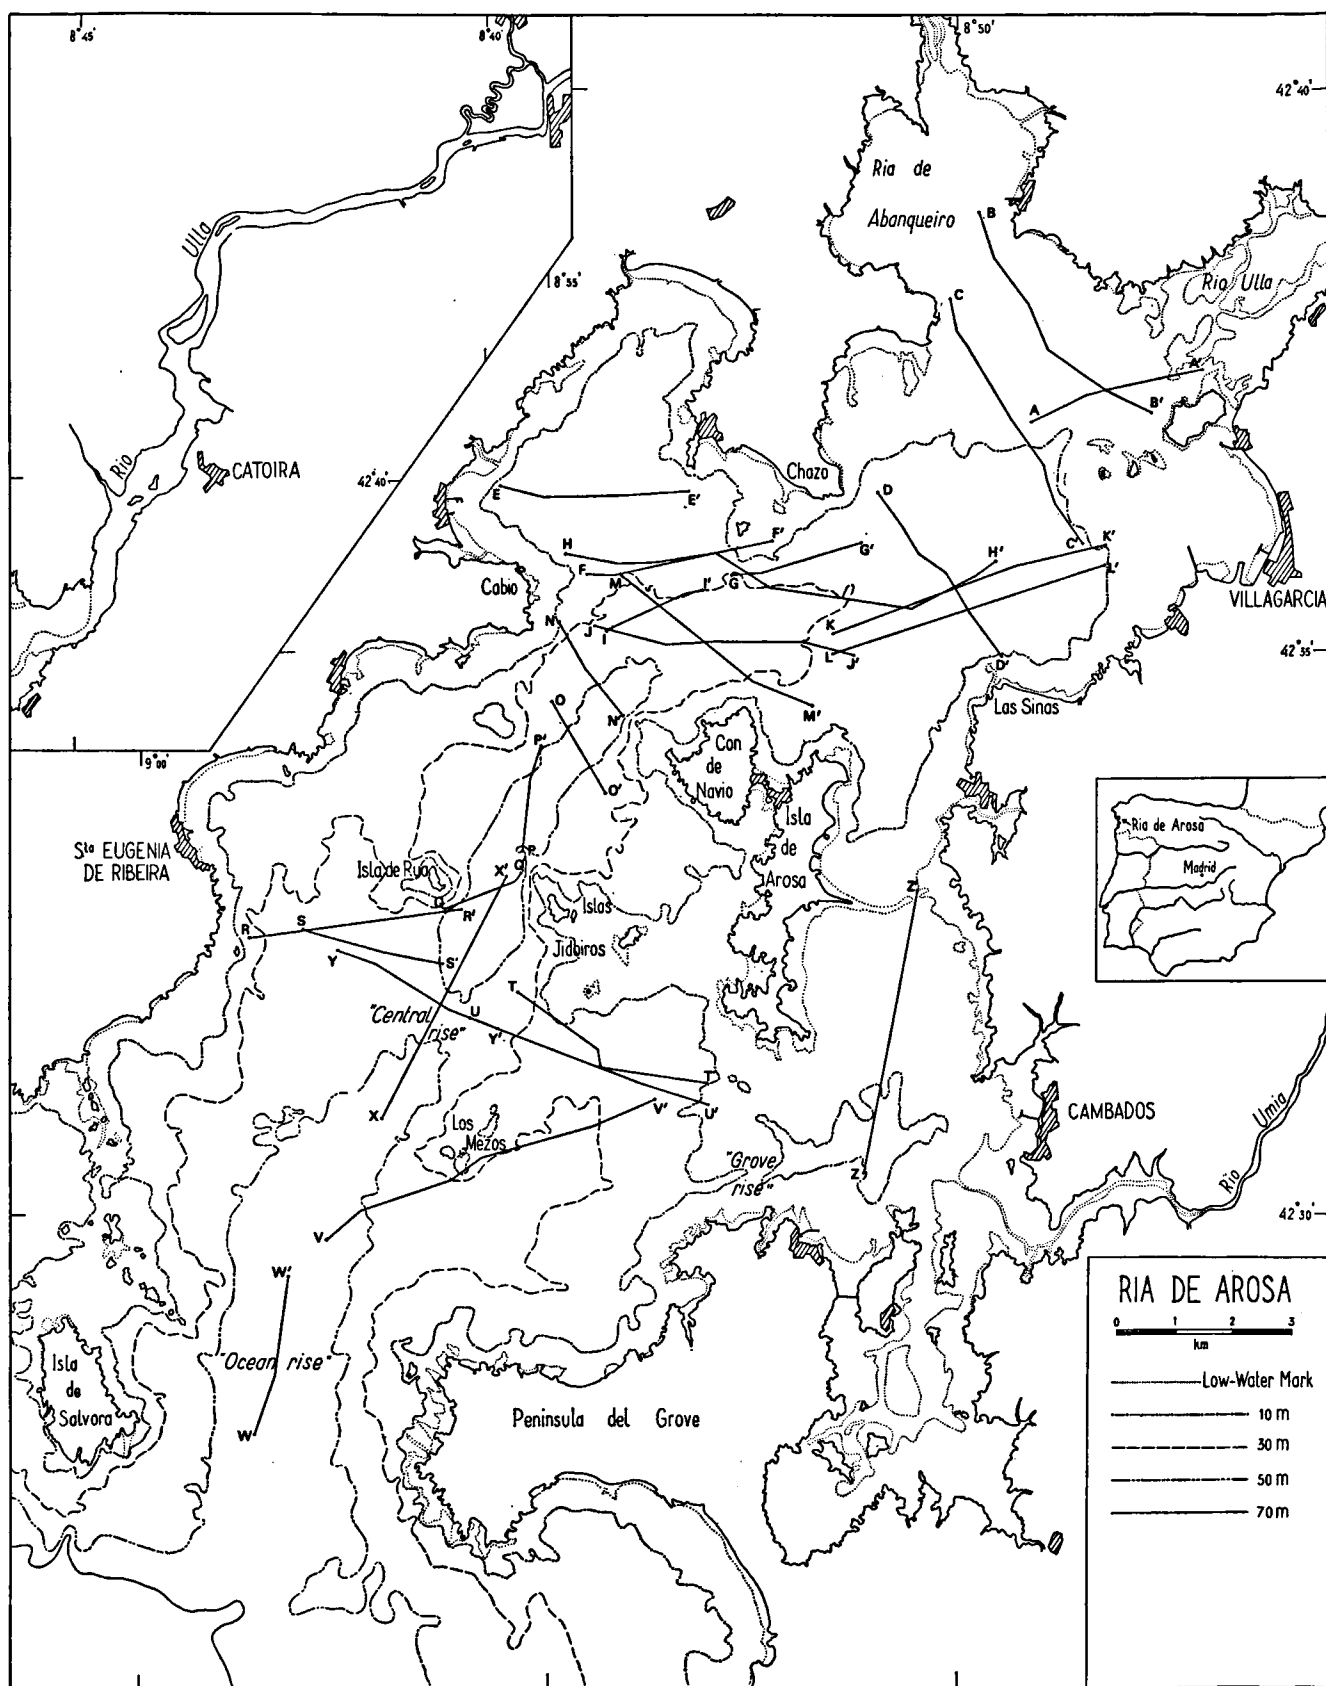 8°45'
8°40'
8°50'
42°40'
Ria de
Abanqueiro
B
Ulla
Rio Ulla
8°55'
C
A'
A
B'
Rio
CATOIRA
Chazo
42°40'
E
E'
D
F'
G'
H
H'
C'
K'
F
M
I'
G
L'
Cabio
VILLAGARCIA
N
J
I
K
L
J'
42°35'
D'
Las Sinas
O
N'
M'
P'
Con
de
Navio
9°00'
O'
Isla
de
Arosa
Ria de Arosa
Madrid
Sta EUGENIA
DE RIBEIRA
P
Q
Isla de Rua
X'
Z'
Q'
R'
Islas
Jidbiros
S
R
Y
S'
T
U
"Central
rise"
Y'
T'
V'
U'
X
Los
Mezos
CAMBADOS
Umia
Rio
"Grove
rise"
Z
42°30'
V
W'
RIA DE AROSA
0 1 2 3
km
Isla
de
Salvora
"Ocean rise"
Low-Water Mark
W
Peninsula del Grove
10 m
30 m
50 m
70 m